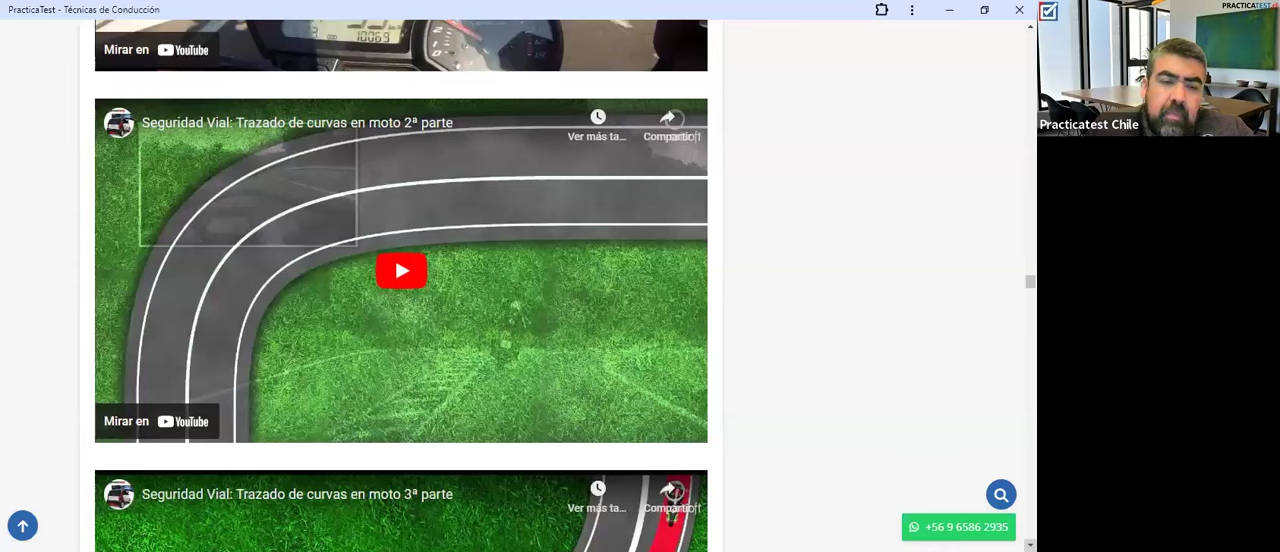 PracticaTest - Técnicas de Conducción
PRACTICATEST.cl
10069
Mirar en YouTube
Practicatest Chile
Seguridad Vial: Trazado de curvas en moto 2ª parte
Ver más ta...
Compartir
Mirar en YouTube
Seguridad Vial: Trazado de curvas en moto 3ª parte
Ver más ta...
Compartir
+56 9 6586 2935